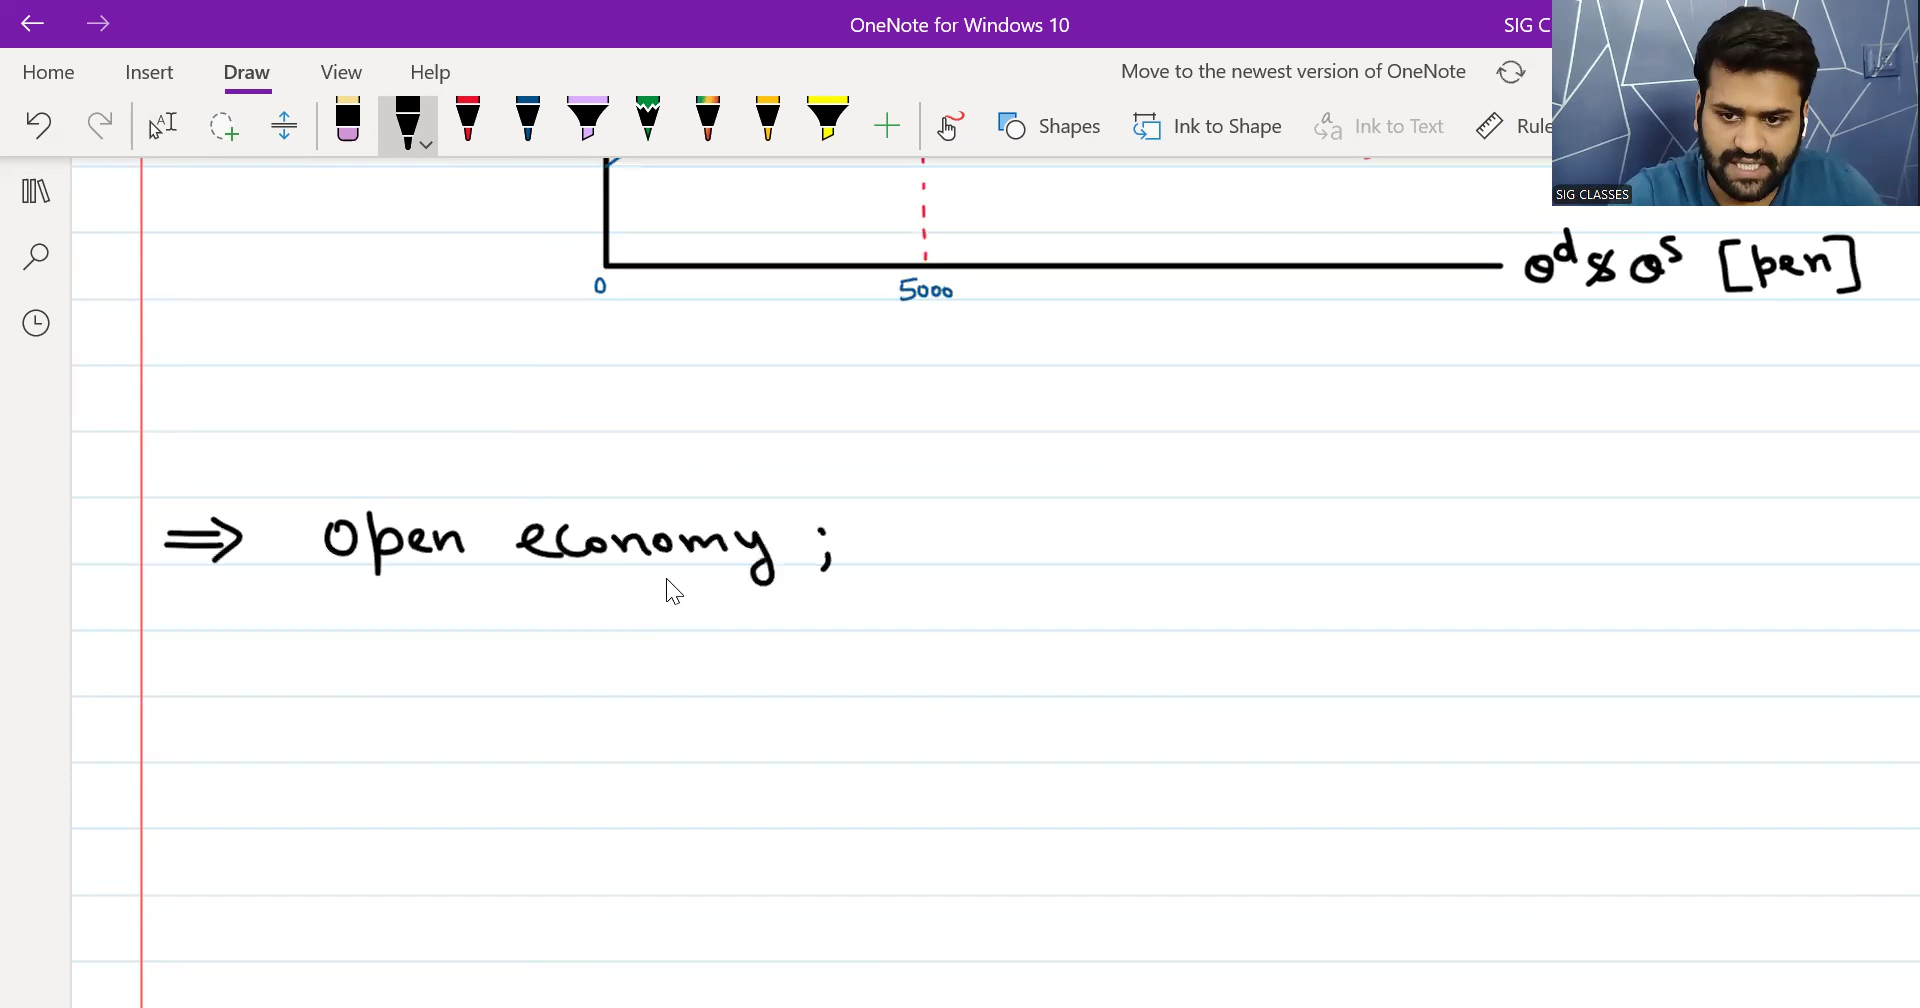 OneNote for Windows 10
SIG C
Home Insert Draw View Help
Move to the newest version of OneNote
Shapes Ink to Shape Ink to Text Rule
SIG CLASSES
Qd & Qs [pen]
0 5000
⇒ Open economy ;